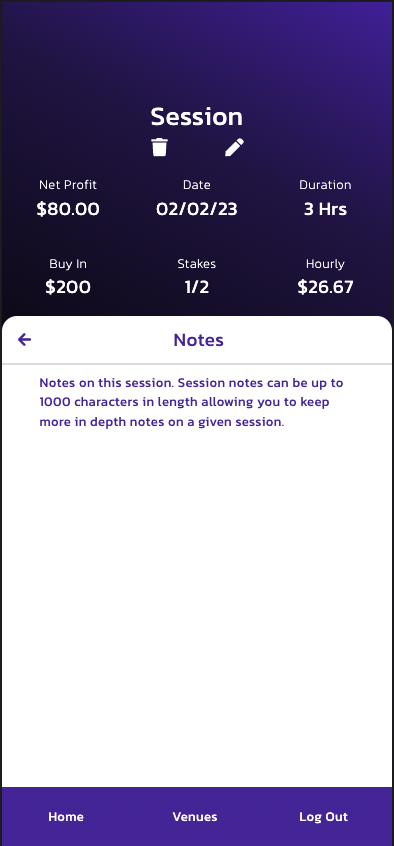 Session
Net Profit Date Duration
$80.00 02/02/23 3 Hrs
Buy In Stakes Hourly
$200 1/2 $26.67
Notes
Notes on this session. Session notes can be up to
1000 characters in length allowing you to keep
more in depth notes on a given session.
Home Venues Log Out